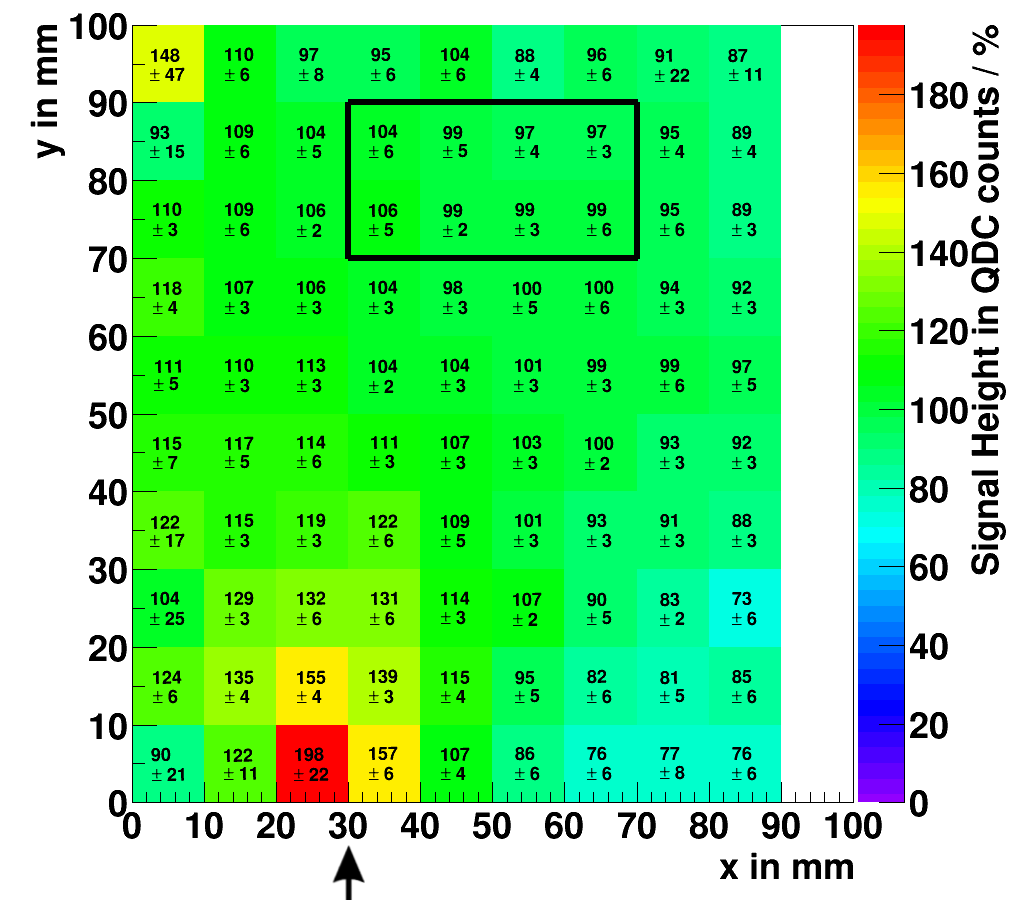 100
148 110 97 95 104 88 96 91 87
± 47 ± 6 ± 8 ± 6 ± 6 ± 4 ± 6 ± 22 ± 11
90
93 109 104 104 99 97 97 95 89
± 15 ± 6 ± 5 ± 6 ± 5 ± 4 ± 3 ± 4 ± 4
80
110 109 106 106 99 99 99 95 89
± 3 ± 6 ± 2 ± 5 ± 2 ± 3 ± 6 ± 6 ± 3
70
118 107 106 104 98 100 100 94 92
± 4 ± 3 ± 3 ± 3 ± 3 ± 5 ± 6 ± 3 ± 3
60
111 110 113 104 104 101 99 99 97
± 5 ± 3 ± 3 ± 2 ± 3 ± 3 ± 3 ± 6 ± 5
50
115 117 114 111 107 103 100 93 92
± 7 ± 5 ± 6 ± 3 ± 3 ± 3 ± 2 ± 3 ± 3
40
122 115 119 122 109 101 93 91 88
± 17 ± 3 ± 3 ± 6 ± 5 ± 3 ± 3 ± 3 ± 3
30
104 129 132 131 114 107 90 83 73
± 25 ± 3 ± 6 ± 6 ± 3 ± 2 ± 5 ± 2 ± 6
20
124 135 155 139 115 95 82 81 85
± 6 ± 4 ± 4 ± 3 ± 4 ± 5 ± 6 ± 5 ± 6
10
90 122 198 157 107 86 76 77 76
± 21 ± 11 ± 22 ± 6 ± 4 ± 6 ± 6 ± 8 ± 6
0
0 10 20 30 40 50 60 70 80 90 100
x in mm
y in mm
180
160
140
120
100
80
60
40
20
0
Signal Height in QDC counts / %